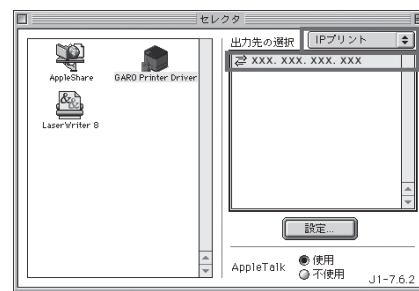 セレクタ
AppleShare
GARO Printer Driver
LaserWriter 8
出力先の選択
IPプリント
XXX. XXX. XXX. XXX
設定...
AppleTalk
使用
不使用
J1-7.6.2